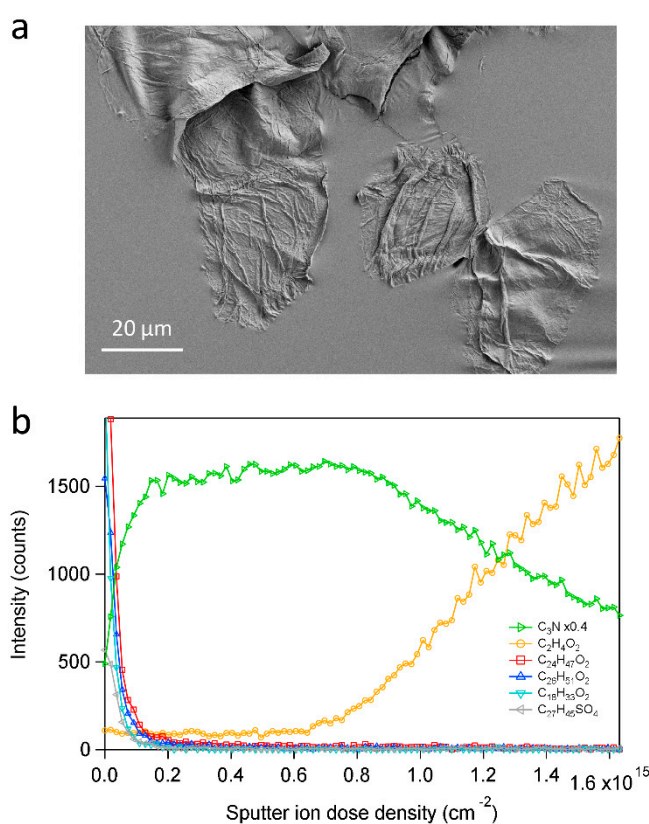 a
20 µm
b
Intensity (counts)
1500
1000
500
0
C₃N x0.4
C₂H₄O₂
C₂₄H₄₇O₂
C₂₆H₅₁O₂
C₁₈H₃₃O₂
C₂₇H₄₅SO₄
0.0 0.2 0.4 0.6 0.8 1.0 1.2 1.4 1.6 x10¹⁵
Sputter ion dose density (cm⁻²)